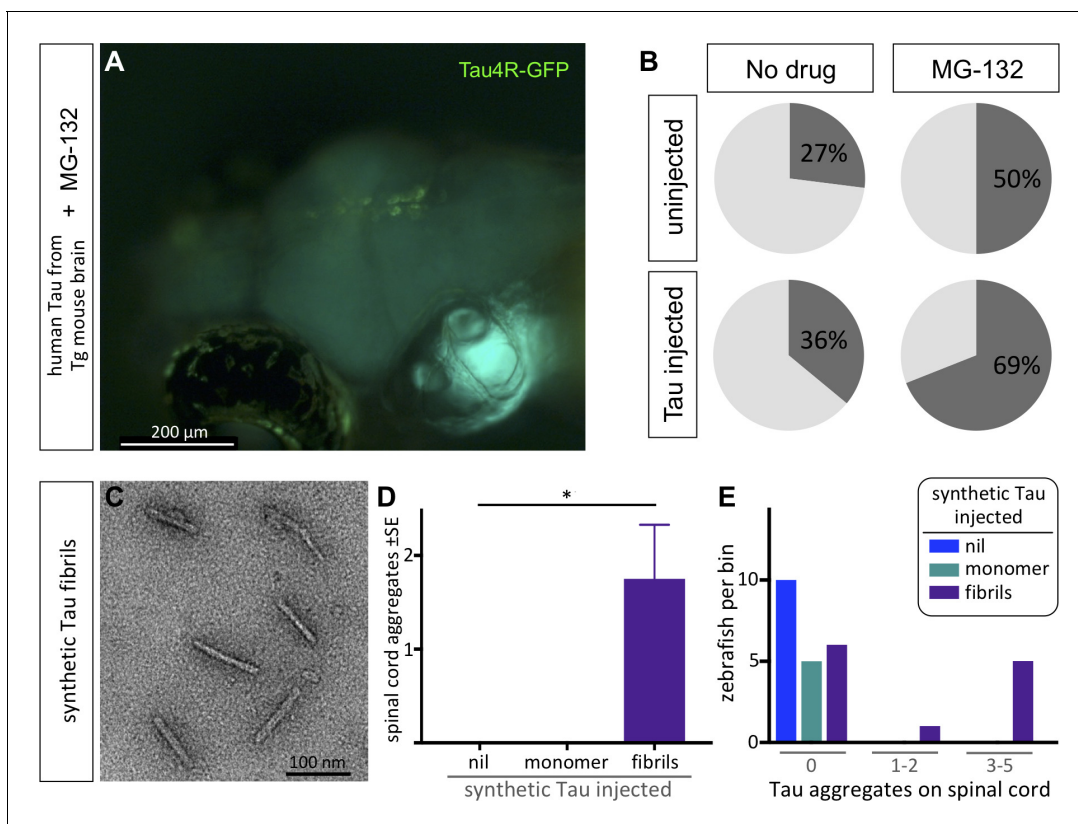 human Tau from
Tg mouse brain
+ MG-132
A
Tau4R-GFP
200 µm
B
No drug
MG-132
uninjected
27%
50%
Tau injected
36%
69%
synthetic Tau fibrils
C
100 nm
D
*
spinal cord aggregates ±SE
2
1
nil
monomer
fibrils
synthetic Tau injected
E
synthetic Tau
injected
nil
monomer
fibrils
zebrafish per bin
10
5
0
0
1-2
3-5
Tau aggregates on spinal cord